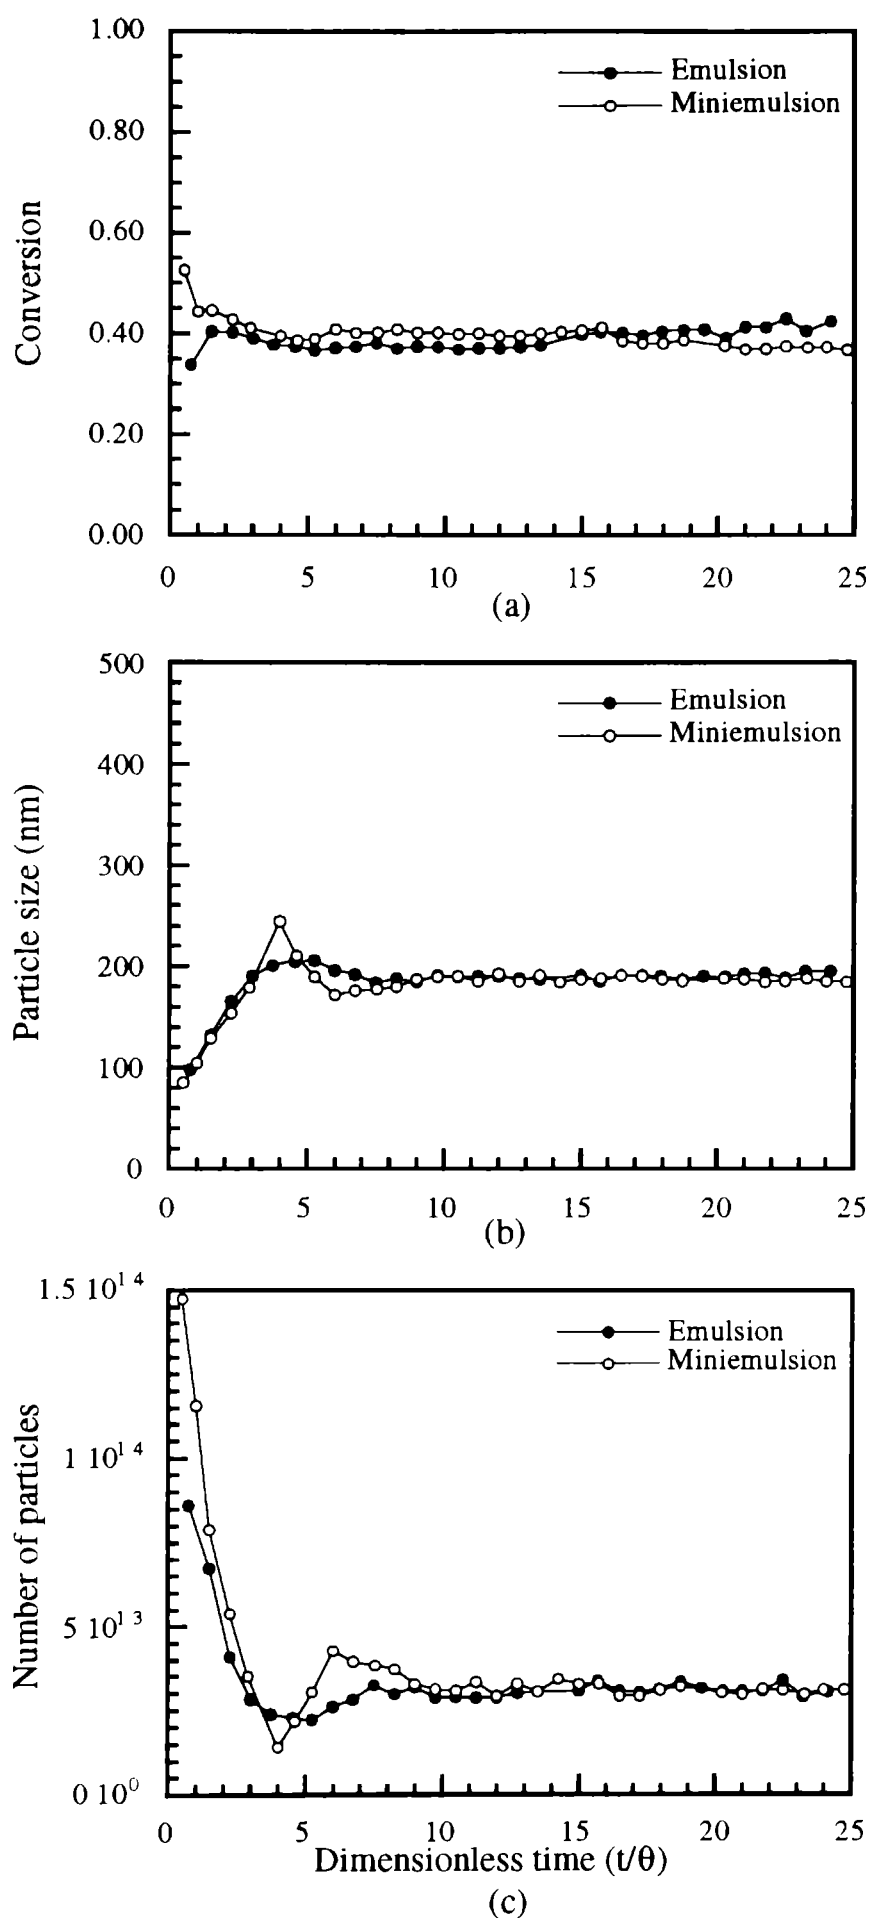 1.00
Emulsion
Miniemulsion
0.80
0.60
0.40
0.20
0.00
Conversion
0 5 10 15 20 25
(a)
500
Emulsion
Miniemulsion
400
300
200
100
0
Particle size (nm)
0 5 10 15 20 25
(b)
1.5 10^14
Emulsion
Miniemulsion
1 10^14
5 10^13
0 10^0
Number of particles
0 5 10 15 20 25
Dimensionless time (t/θ)
(c)